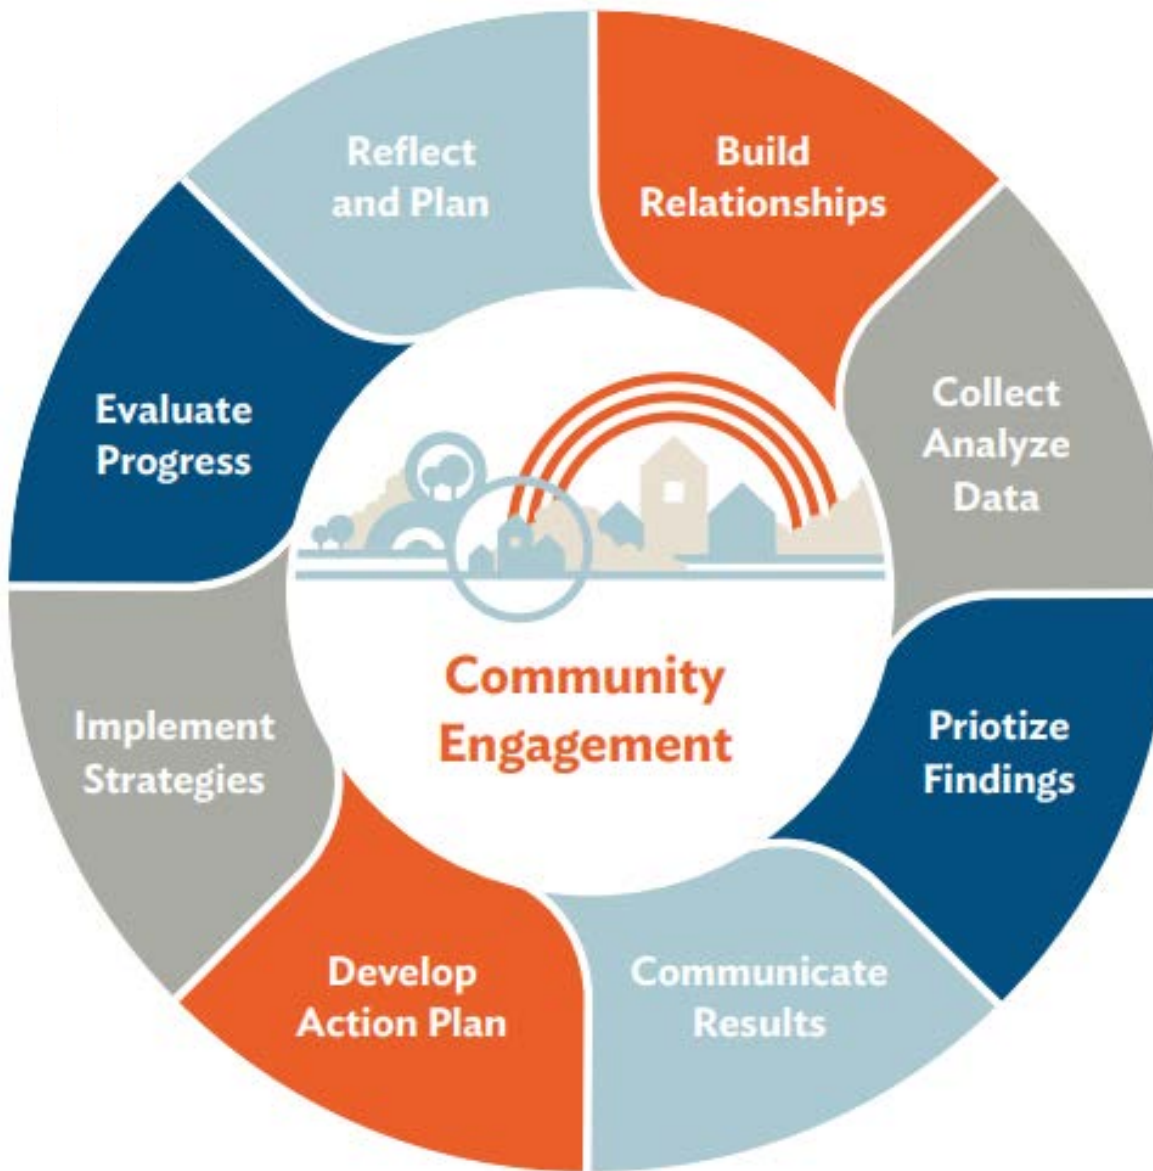 Reflect
and Plan
Build
Relationships
Collect
Analyze
Data
Priotize
Findings
Communicate
Results
Develop
Action Plan
Implement
Strategies
Evaluate
Progress
Community
Engagement